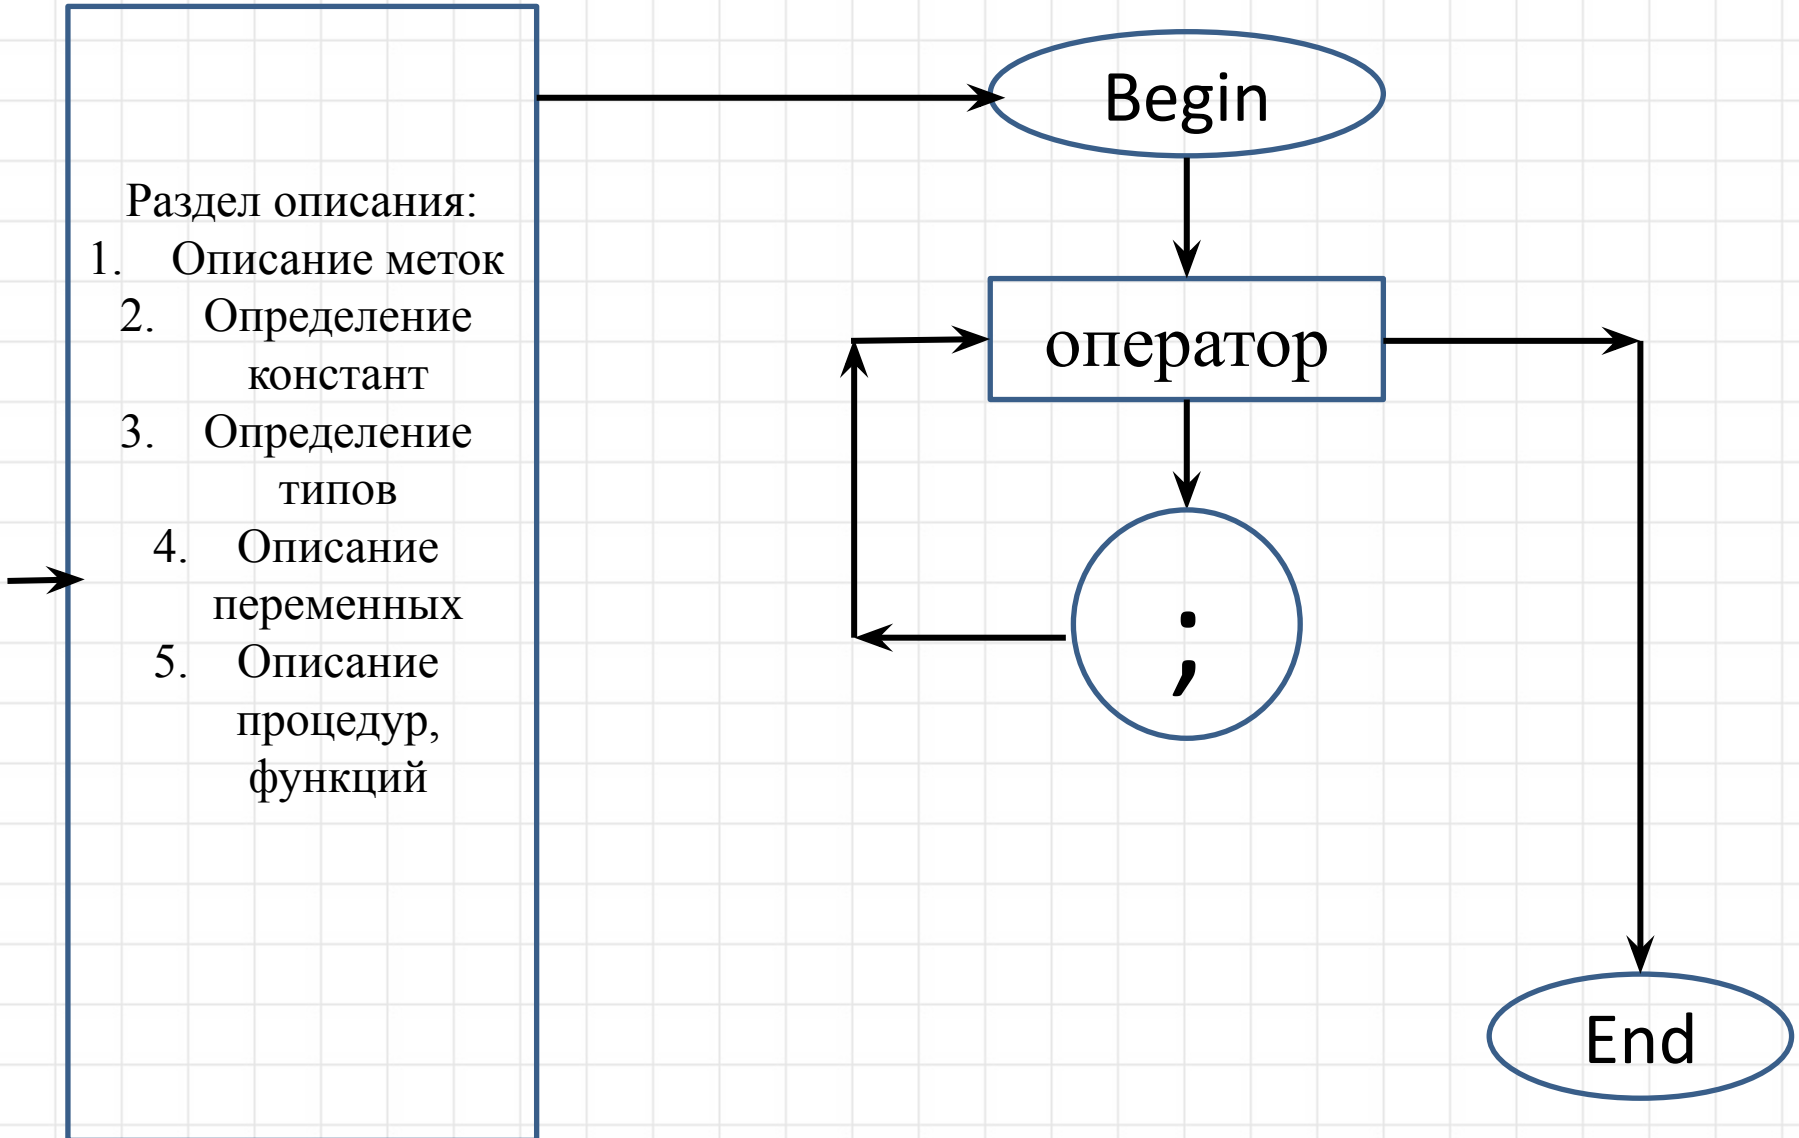 Раздел описания:
1. Описание меток
2. Определение
констант
3. Определение
типов
4. Описание
переменных
5. Описание
процедур,
функций
Begin
оператор
;
End